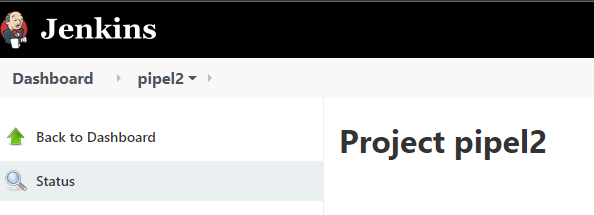 Jenkins
Dashboard pipel2
Back to Dashboard
Project pipel2
Status